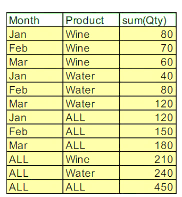 Month Product sum(Qty)
Jan Wine 80
Feb Wine 70
Mar Wine 60
Jan Water 40
Feb Water 80
Mar Water 120
Jan ALL 120
Feb ALL 150
Mar ALL 180
ALL Wine 210
ALL Water 240
ALL ALL 450